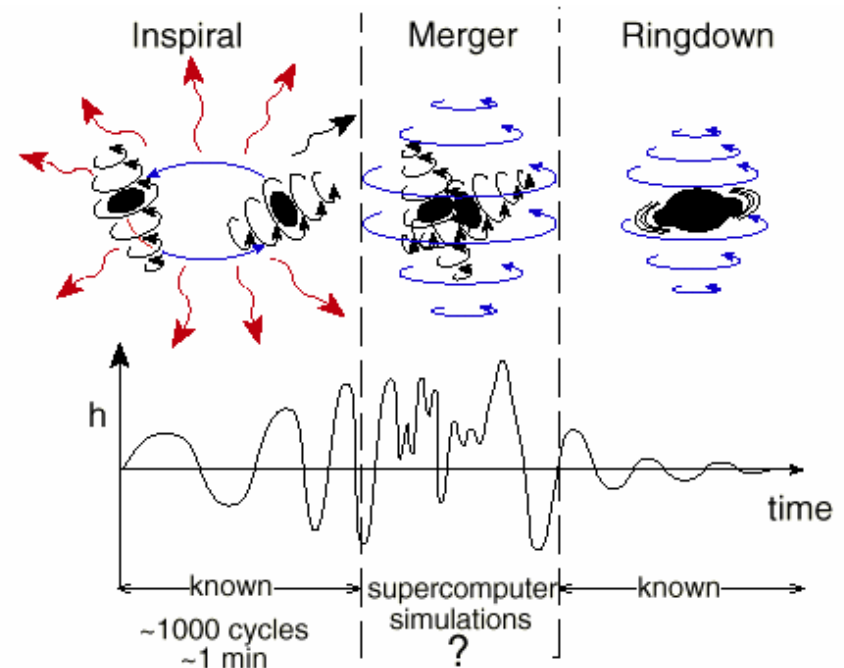 Inspiral
Merger
Ringdown
h
time
known
supercomputer
simulations
?
known
~1000 cycles
~1 min